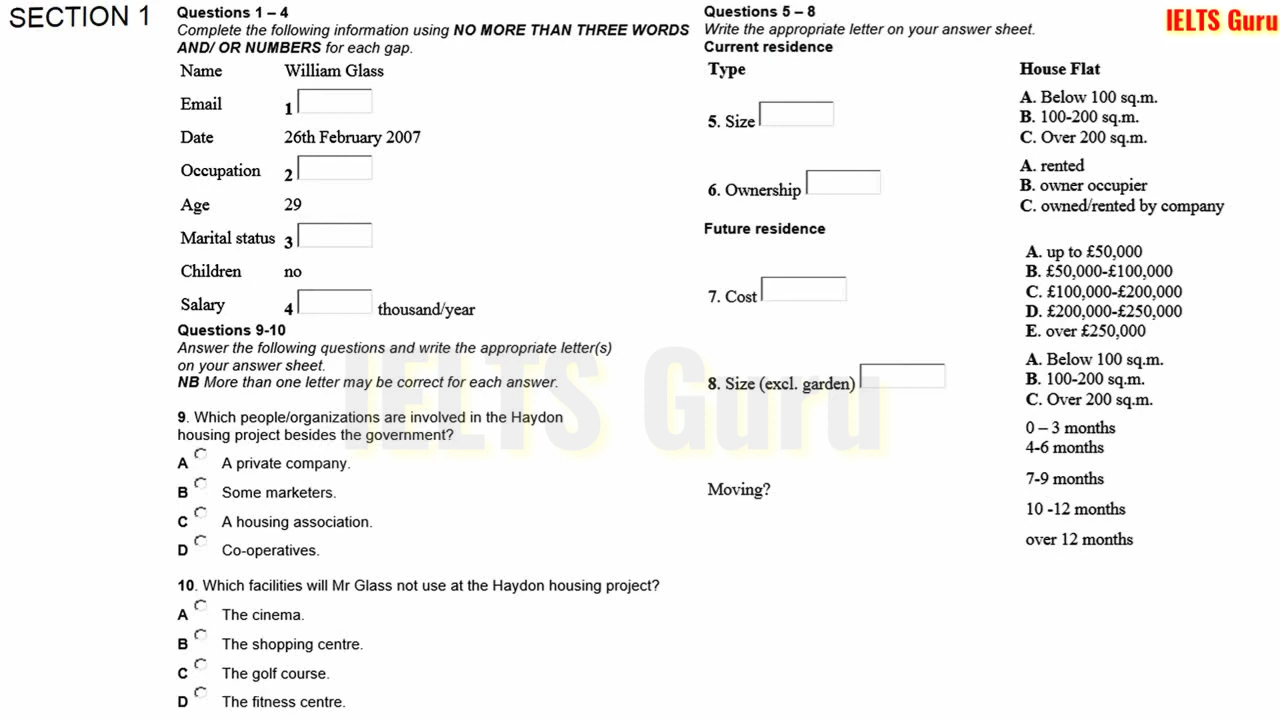 SECTION 1
IELTS Guru
Questions 1 – 4
Complete the following information using NO MORE THAN THREE WORDS
AND/ OR NUMBERS for each gap.
Name William Glass
Email 1
Date 26th February 2007
Occupation 2
Age 29
Marital status 3
Children no
Salary 4 thousand/year
Questions 9-10
Answer the following questions and write the appropriate letter(s)
on your answer sheet.
NB More than one letter may be correct for each answer.
9. Which people/organizations are involved in the Haydon
housing project besides the government?
A A private company.
B Some marketers.
C A housing association.
D Co-operatives.
10. Which facilities will Mr Glass not use at the Haydon housing project?
A The cinema.
B The shopping centre.
C The golf course.
D The fitness centre.
Questions 5 – 8
Write the appropriate letter on your answer sheet.
Current residence
Type House Flat
5. Size
A. Below 100 sq.m.
B. 100-200 sq.m.
C. Over 200 sq.m.
6. Ownership
A. rented
B. owner occupier
C. owned/rented by company
Future residence
7. Cost
A. up to £50,000
B. £50,000-£100,000
C. £100,000-£200,000
D. £200,000-£250,000
E. over £250,000
8. Size (excl. garden)
A. Below 100 sq.m.
B. 100-200 sq.m.
C. Over 200 sq.m.
Moving?
0 – 3 months
4-6 months
7-9 months
10 -12 months
over 12 months
IELTS Guru